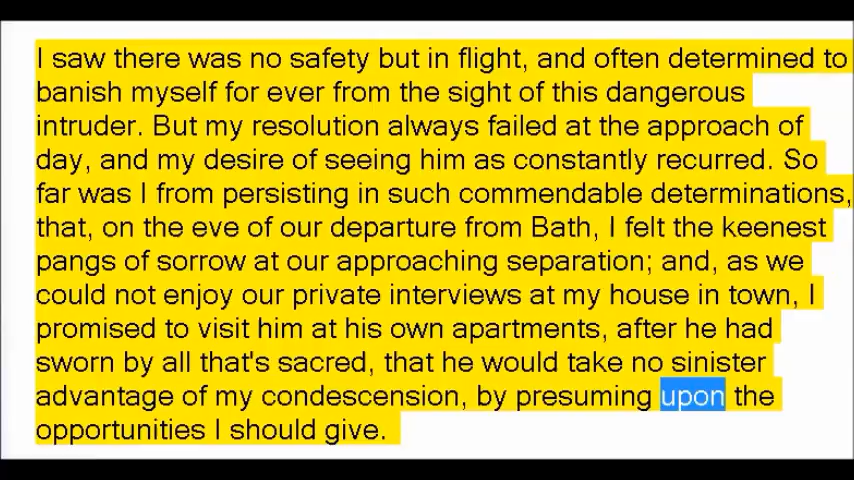 I saw there was no safety but in flight, and often determined to
banish myself for ever from the sight of this dangerous
intruder. But my resolution always failed at the approach of
day, and my desire of seeing him as constantly recurred. So
far was I from persisting in such commendable determinations,
that, on the eve of our departure from Bath, I felt the keenest
pangs of sorrow at our approaching separation; and, as we
could not enjoy our private interviews at my house in town, I
promised to visit him at his own apartments, after he had
sworn by all that's sacred, that he would take no sinister
advantage of my condescension, by presuming upon the
opportunities I should give.